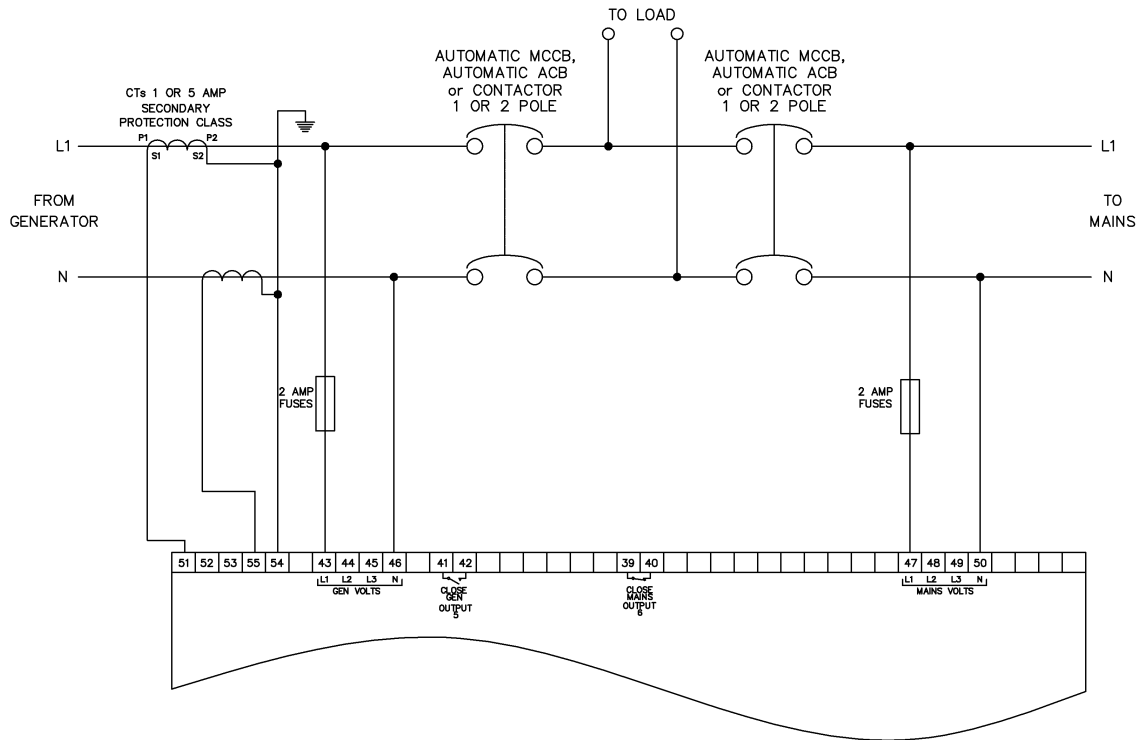 TO LOAD
AUTOMATIC MCCB,
AUTOMATIC ACB
or CONTACTOR
1 OR 2 POLE
AUTOMATIC MCCB,
AUTOMATIC ACB
or CONTACTOR
1 OR 2 POLE
CTs 1 OR 5 AMP
SECONDARY
PROTECTION CLASS
P1 P2
L1
S1 S2
L1
FROM
GENERATOR
TO
MAINS
N
N
2 AMP
FUSES
2 AMP
FUSES
51 52 53 55 54 43 44 45 46 41 42 39 40 47 48 49 50
L1 L2 L3 N
GEN VOLTS
CLOSE
GEN
OUTPUT
5
CLOSE
MAINS
OUTPUT
6
L1 L2 L3 N
MAINS VOLTS